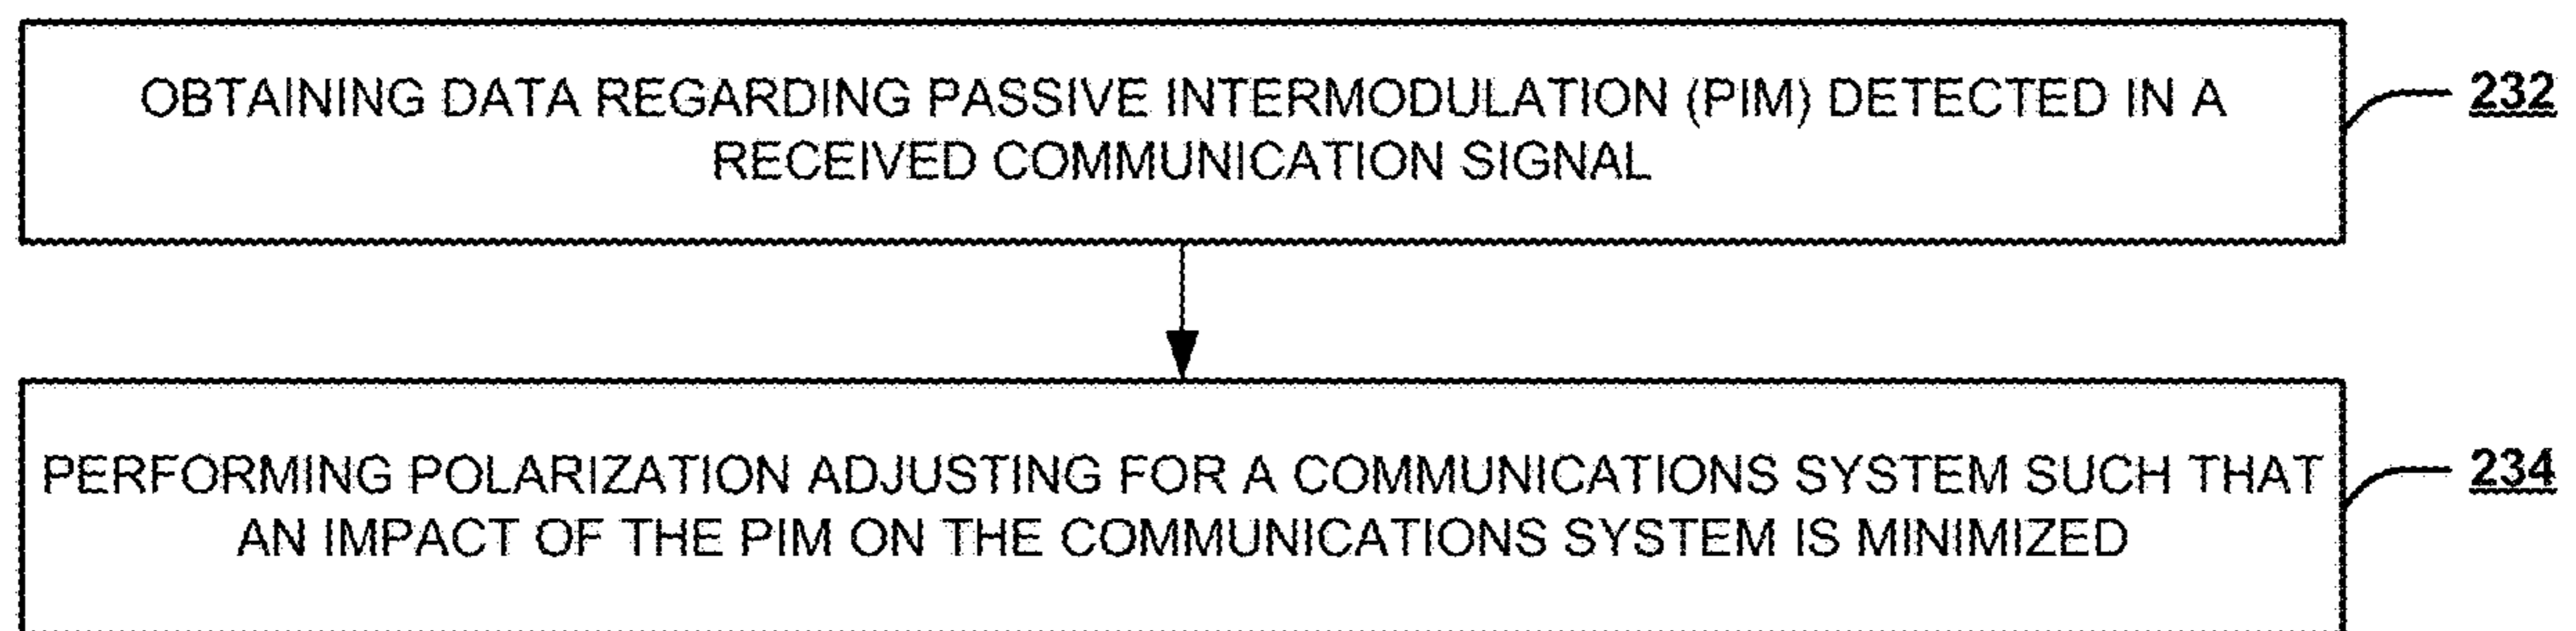 OBTAINING DATA REGARDING PASSIVE INTERMODULATION (PIM) DETECTED IN A
RECEIVED COMMUNICATION SIGNAL
232
PERFORMING POLARIZATION ADJUSTING FOR A COMMUNICATIONS SYSTEM SUCH THAT
AN IMPACT OF THE PIM ON THE COMMUNICATIONS SYSTEM IS MINIMIZED
234